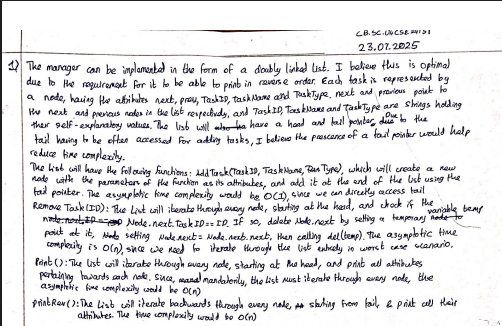 CB.SC.U4CSE24151
23.07.2025
1) The manager can be implemented in the form of a doubly linked list. I believe this is optimal
due to the requirement for it to be able to print in reverse order. Each task is represented by
a node, having the attributes next, prev, TaskID, TaskName and TaskType. next and previous point to
the next and previous nodes in the list respectively, and TaskID, TaskName and TaskType are strings holding
their self-explanatory values. The list will have a head and tail pointer, due to the
tail having to be often accessed for adding tasks, I believe the prescence of a tail pointer would help
reduce time complexity.
The list will have the following functions: AddTask(TaskID, TaskName, Type), which will create a new
node with the parameters of the function as its attributes, and add it at the end of the list using the
tail pointer. The asymptotic time complexity would be O(1), since we can directly access tail
Remove Task(ID): The list will iterate through every node, starting at the head, and check if the
Node.next.TaskID == ID. If so, delete Node.next by setting a temporary variable temp
point at it, setting Node.next = Node.next.next, then calling del(temp). The asymptotic time
complexity is O(n), since we need to iterate through the list entirely in worst case scenario.
Print(): The list will iterate through every node, starting at the head, and print all attributes
pertaining towards each node. Since, mandatorily, the list must iterate through every node, the
asymptotic time complexity would be O(n)
PrintRev(): The list will iterate backwards through every node, starting from tail, & print all their
attributes. The time complexity would be O(n)